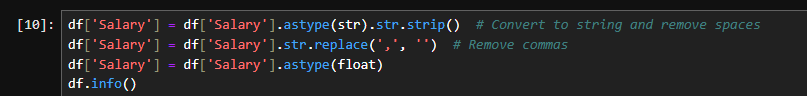 [10]: df['Salary'] = df['Salary'].astype(str).str.strip()  # Convert to string and remove spaces
df['Salary'] = df['Salary'].str.replace(',', '')  # Remove commas
df['Salary'] = df['Salary'].astype(float)
df.info()